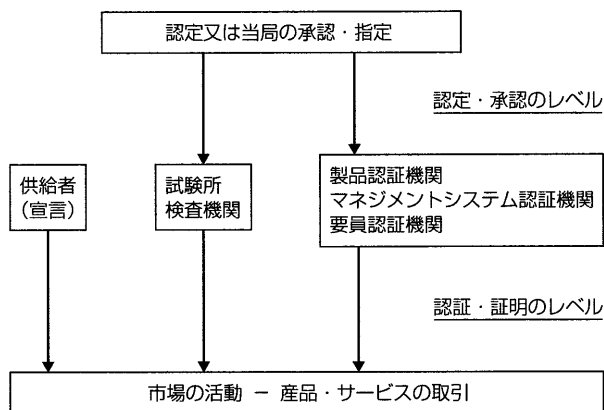 認定又は当局の承認・指定
認定・承認のレベル
供給者
(宣言)
試験所
検査機関
製品認証機関
マネジメントシステム認証機関
要員認証機関
認証・証明のレベル
市場の活動 − 産品・サービスの取引